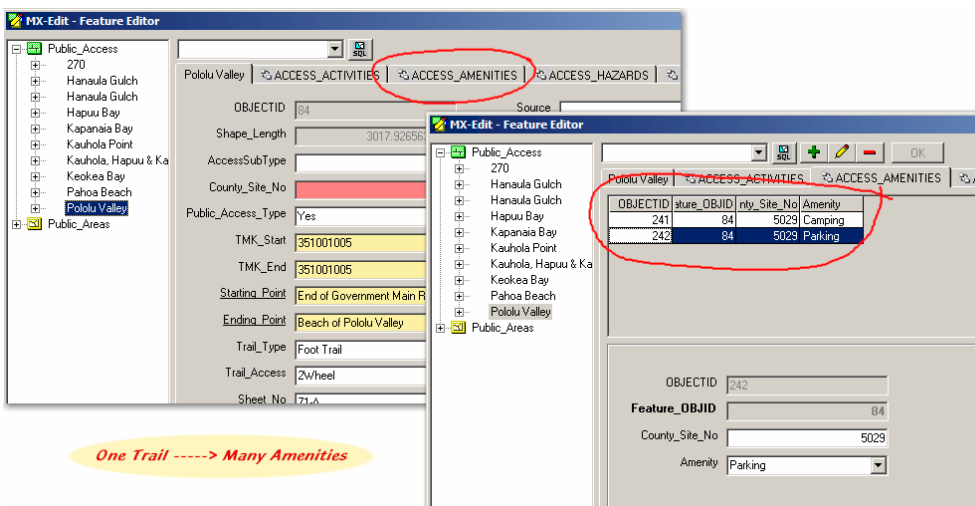 MX-Edit - Feature Editor
Public_Access
270
Hanaula Gulch
Hanaula Gulch
Hapuu Bay
Kapanaia Bay
Kauhola Point
Kauhola, Hapuu & Ka
Keokea Bay
Pahoa Beach
Pololu Valley
Public_Areas
SQL
Pololu Valley ACCESS_ACTIVITIES ACCESS_AMENITIES ACCESS_HAZARDS
OBJECTID 84
Source
Shape_Length 3017.92656
AccessSubType
County_Site_No
Public_Access_Type Yes
TMK_Start 351001005
TMK_End 351001005
Starting_Point End of Government Main R
Ending_Point Beach of Pololu Valley
Trail_Type Foot Trail
Trail_Access 2Wheel
Sheet_No 71-A
One Trail -----> Many Amenities
MX-Edit - Feature Editor
Public_Access
270
Hanaula Gulch
Hanaula Gulch
Hapuu Bay
Kapanaia Bay
Kauhola Point
Kauhola, Hapuu & Ka
Keokea Bay
Pahoa Beach
Pololu Valley
Public_Areas
SQL OK
Pololu Valley ACCESS_ACTIVITIES ACCESS_AMENITIES
OBJECTID ature_OBJID nty_Site_No Amenity
241 84 5029 Camping
242 84 5029 Parking
OBJECTID 242
Feature_OBJID 84
County_Site_No 5029
Amenity Parking